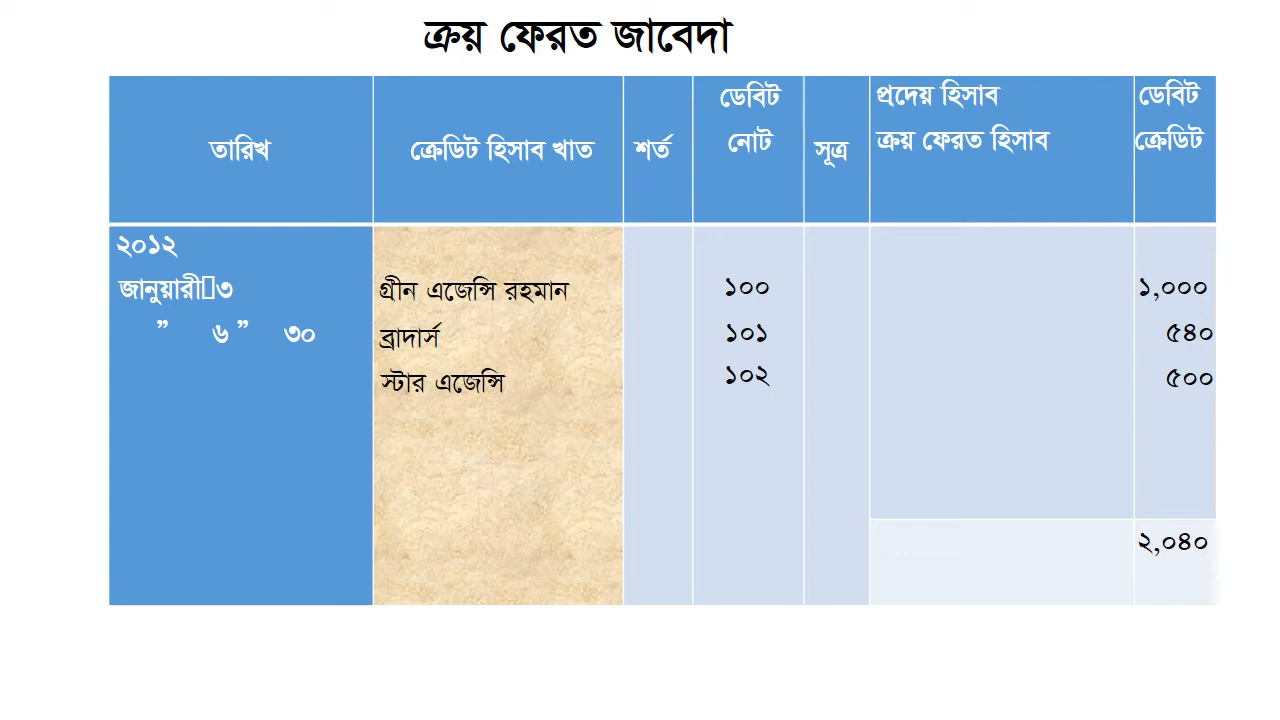 ক্রয় ফেরত জাবেদা
তারিখ
ক্রেডিট হিসাব খাত
শর্ত
ডেবিট
নোট
সূত্র
প্রদেয় হিসাব
ক্রয় ফেরত হিসাব
ডেবিট
ক্রেডিট
২০১২
জানুয়ারী৩
গ্রীন এজেন্সি রহমান
১০০
১,০০০
” ৬ ” ৩০
ব্রাদার্স
১০১
৫৪০
স্টার এজেন্সি
১০২
৫০০
২,০৪০